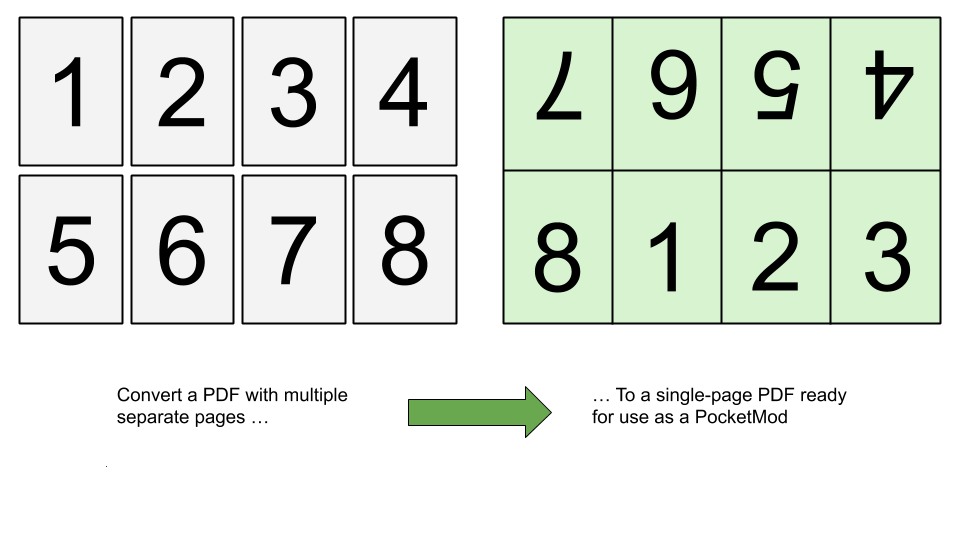 1 2 3 4
5 6 7 8
7 6 5 4
8 1 2 3
Convert a PDF with multiple
separate pages …
… To a single-page PDF ready
for use as a PocketMod